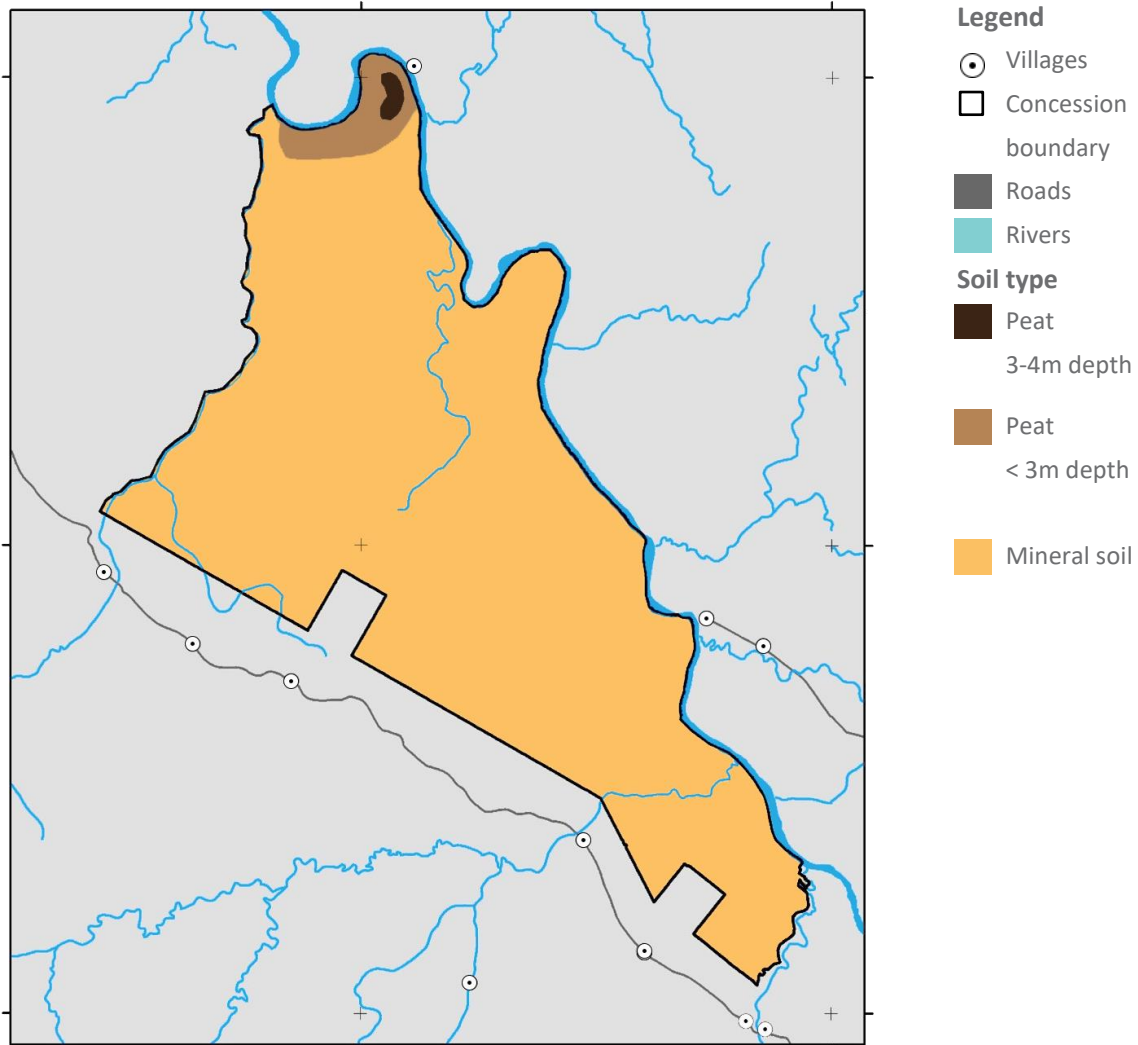 Legend
Villages
Concession
boundary
Roads
Rivers
Soil type
Peat
3-4m depth
Peat
< 3m depth
Mineral soil